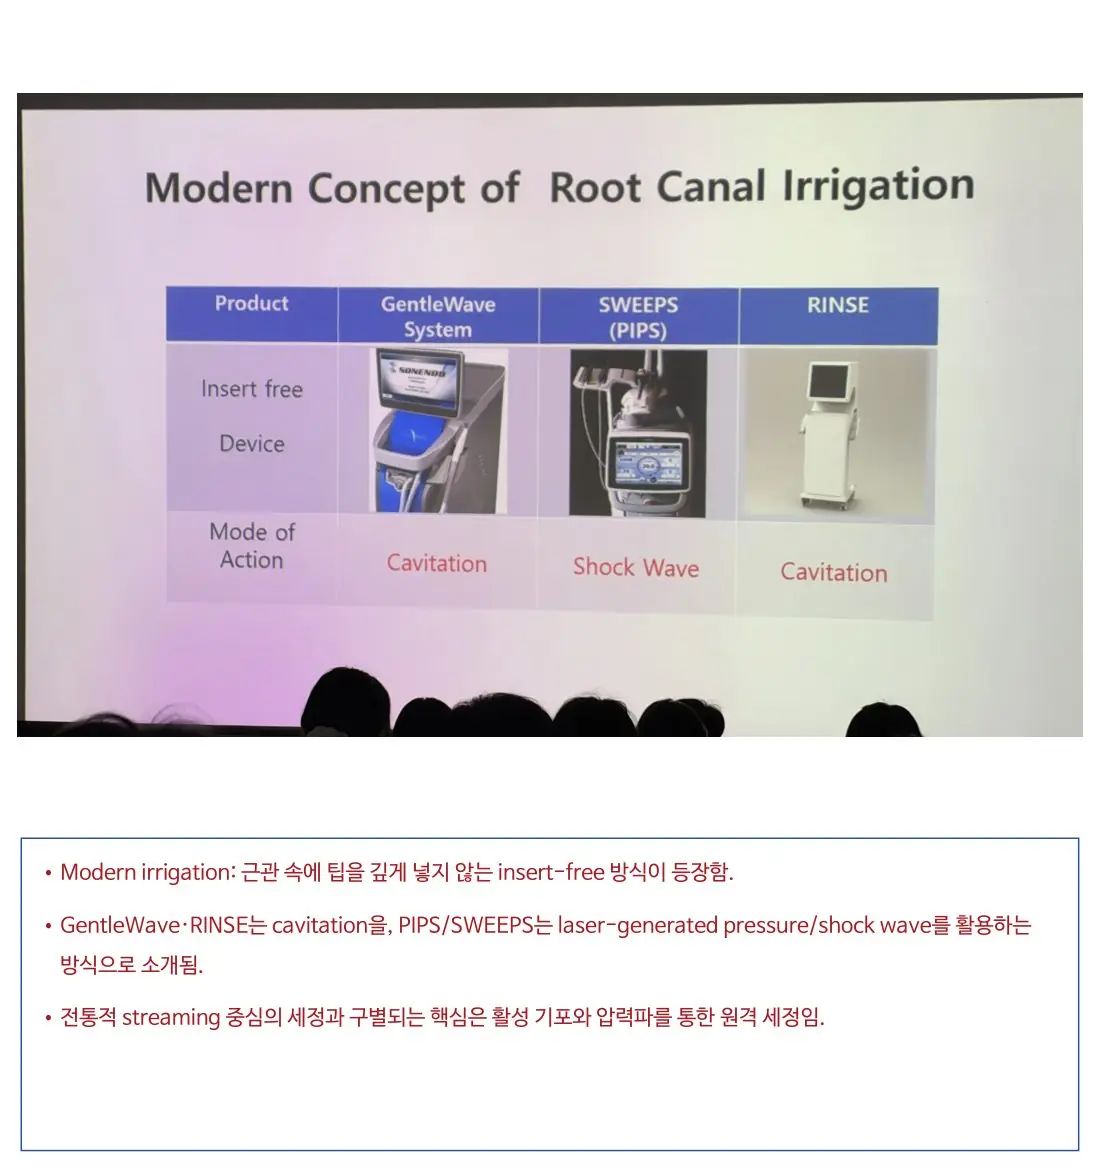 Modern Concept of Root Canal Irrigation
Product
GentleWave
System
SWEEPS
(PIPS)
RINSE
Insert free
Device
SONENDO
Mode of
Action
Cavitation
Shock Wave
Cavitation
• Modern irrigation: 근관 속에 팁을 깊게 넣지 않는 insert-free 방식이 등장함.
• GentleWave·RINSE는 cavitation을, PIPS/SWEEPS는 laser-generated pressure/shock wave를 활용하는
방식으로 소개됨.
• 전통적 streaming 중심의 세정과 구별되는 핵심은 활성 기포와 압력파를 통한 원격 세정임.